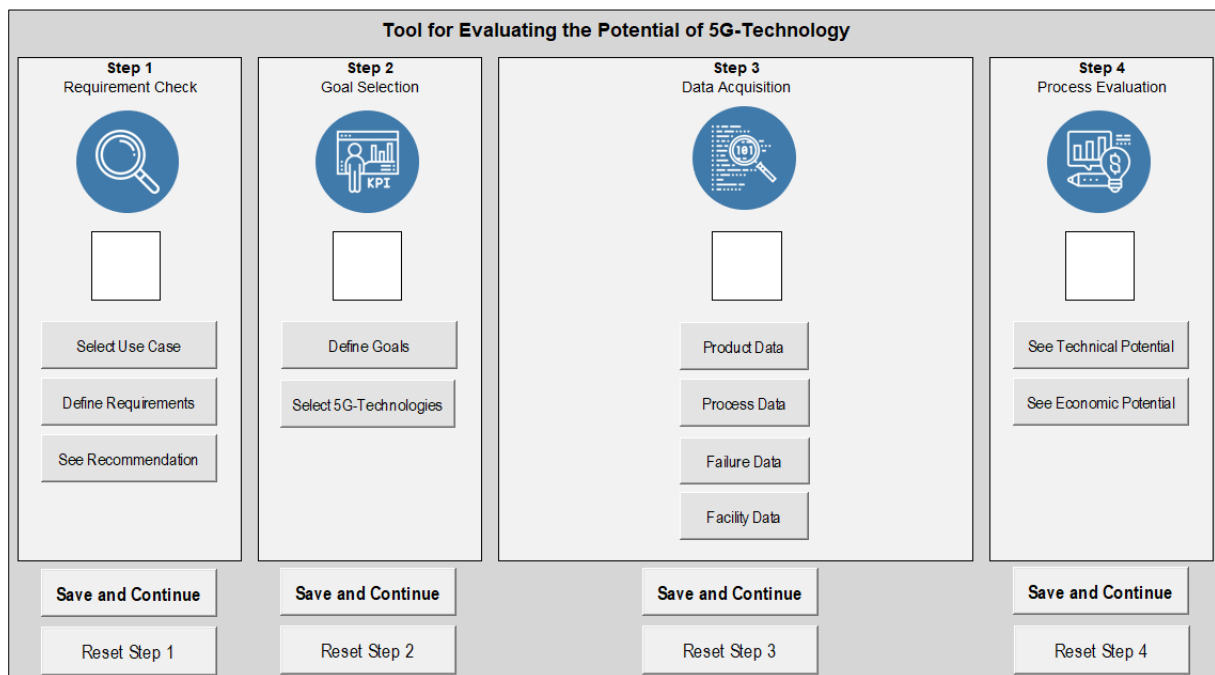 Tool for Evaluating the Potential of 5G-Technology
Step 1
Requirement Check
Select Use Case
Define Requirements
See Recommendation
Save and Continue
Reset Step 1
Step 2
Goal Selection
KPI
Define Goals
Select 5G-Technologies
Save and Continue
Reset Step 2
Step 3
Data Acquisition
101
Product Data
Process Data
Failure Data
Facility Data
Save and Continue
Reset Step 3
Step 4
Process Evaluation
$
See Technical Potential
See Economic Potential
Save and Continue
Reset Step 4